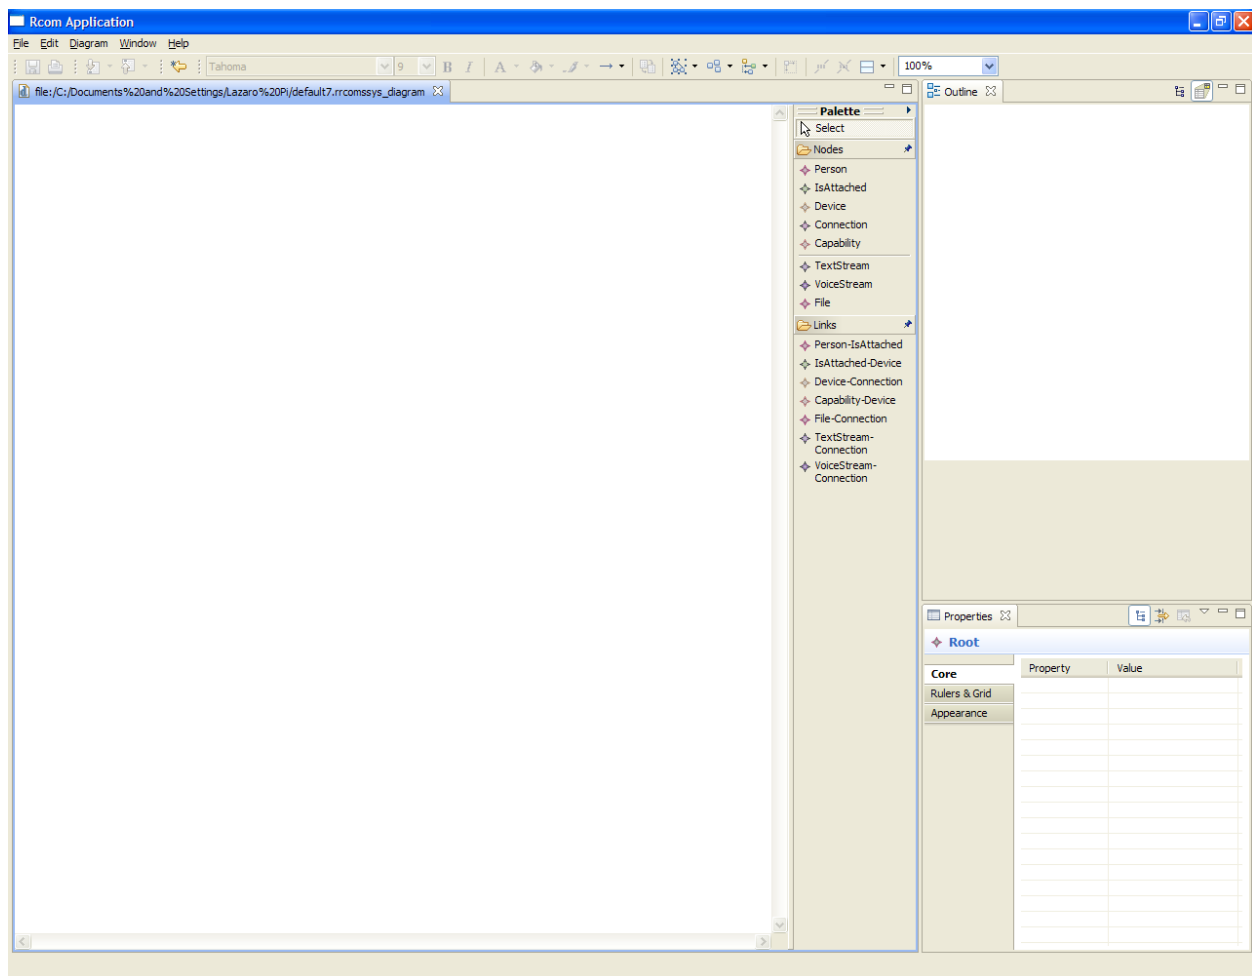 Rcom Application
File Edit Diagram Window Help
Tahoma 9 B I A 100%
file:/C:/Documents%20and%20Settings/Lazaro%20Pi/default7.rrcomssys_diagram
Palette
Select
Nodes
Person
IsAttached
Device
Connection
Capability
TextStream
VoiceStream
File
Links
Person-IsAttached
IsAttached-Device
Device-Connection
Capability-Device
File-Connection
TextStream-
Connection
VoiceStream-
Connection
Outline
Properties
Root
Core
Rulers & Grid
Appearance
Property Value